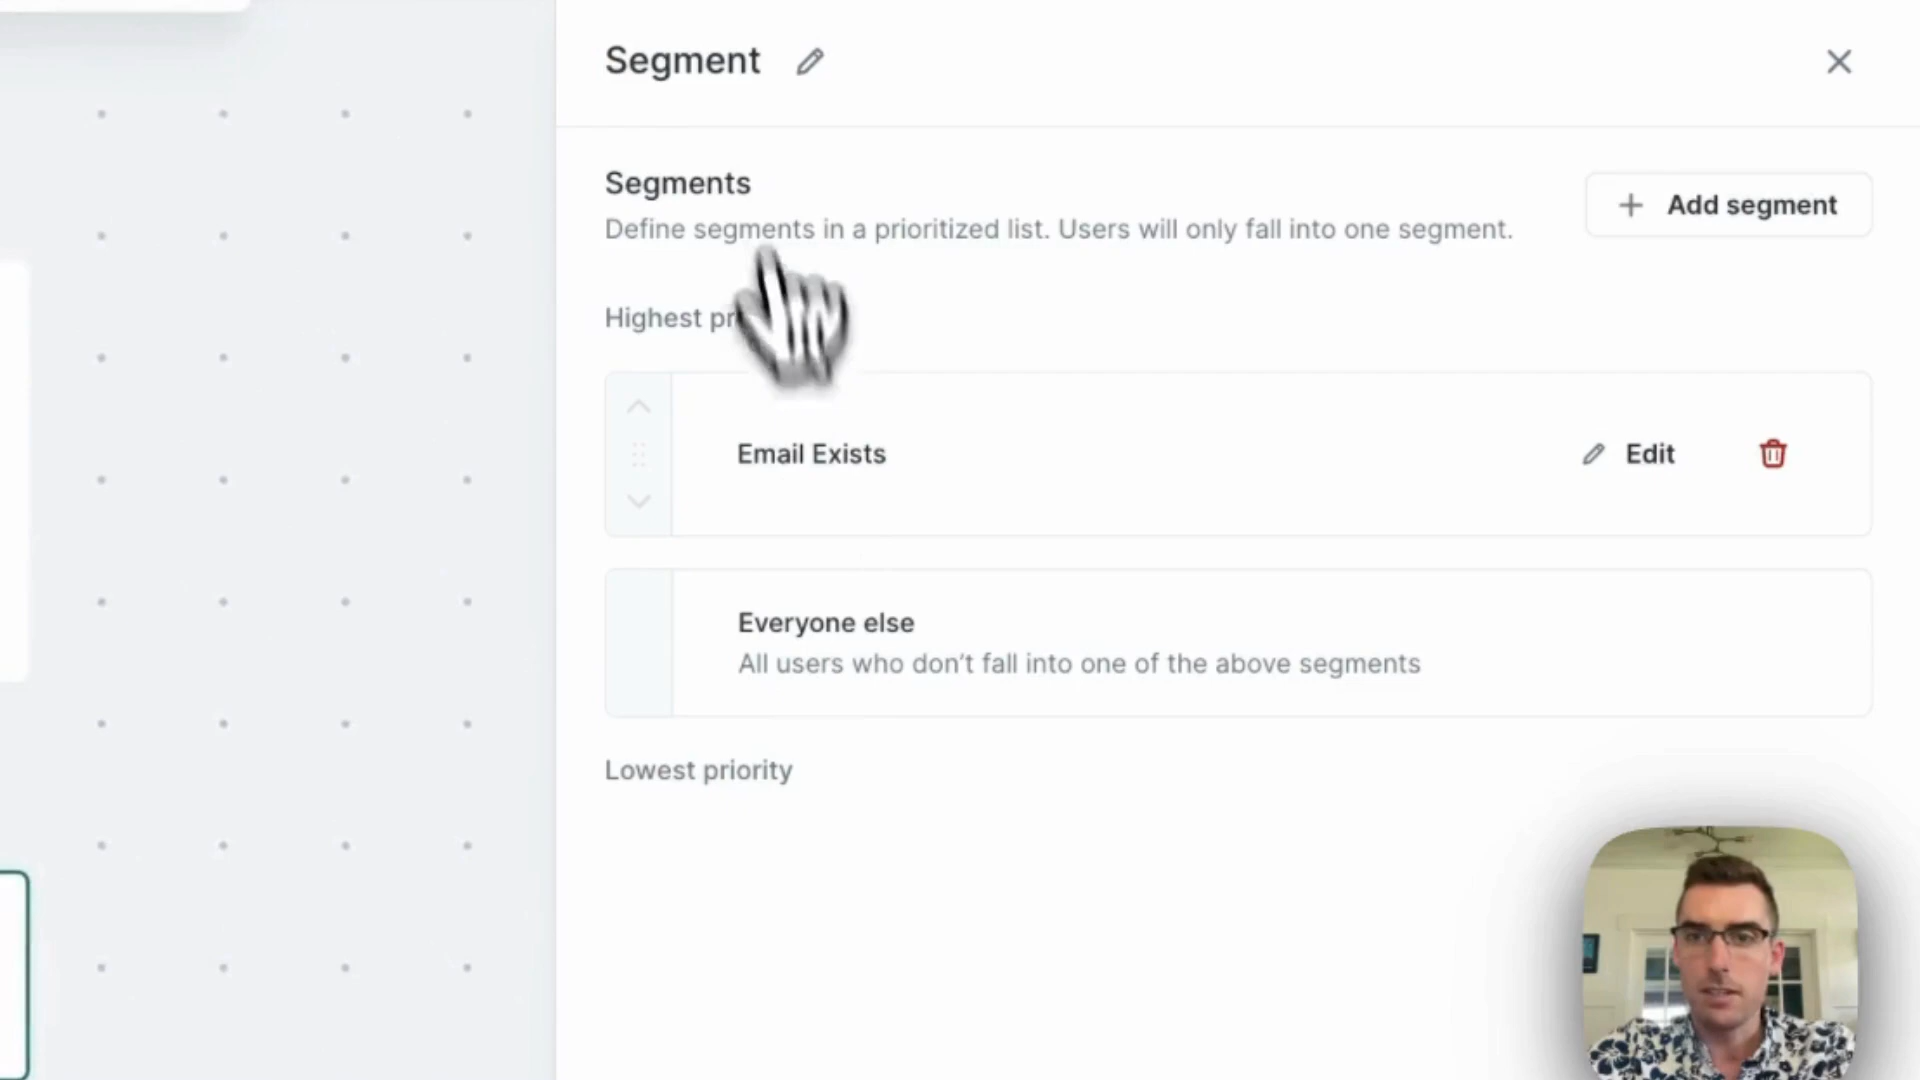 Segment
Segments
Define segments in a prioritized list. Users will only fall into one segment.
Add segment
Highest
Email Exists
Edit
Everyone else
All users who don't fall into one of the above segments
Lowest priority